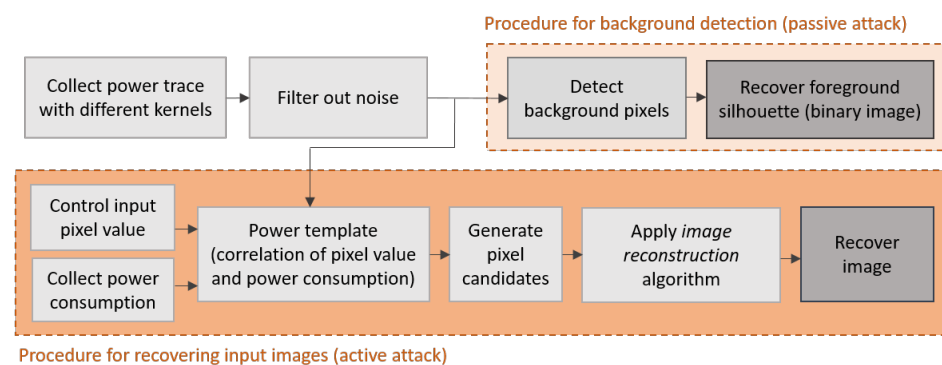 Procedure for background detection (passive attack)
Collect power trace
with different kernels
Filter out noise
Detect
background pixels
Recover foreground
silhouette (binary image)
Control input
pixel value
Collect power
consumption
Power template
(correlation of pixel value
and power consumption)
Generate
pixel
candidates
Apply image
reconstruction
algorithm
Recover
image
Procedure for recovering input images (active attack)